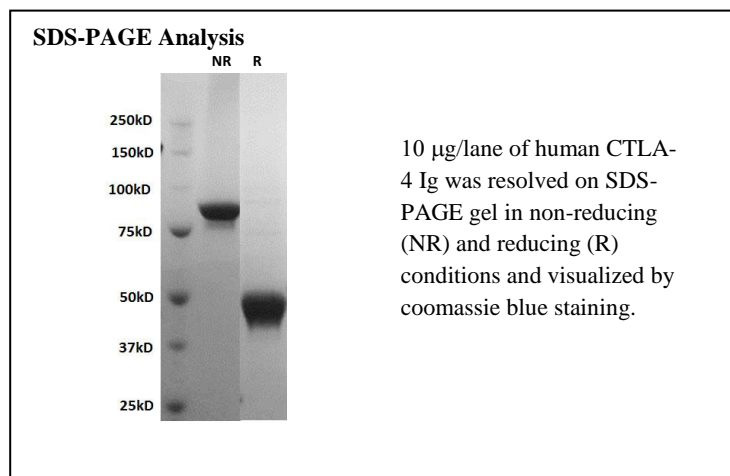 SDS-PAGE Analysis
NR R
250kD
150kD
100kD
75kD
50kD
37kD
25kD
10 μg/lane of human CTLA-
4 Ig was resolved on SDS-
PAGE gel in non-reducing
(NR) and reducing (R)
conditions and visualized by
coomassie blue staining.